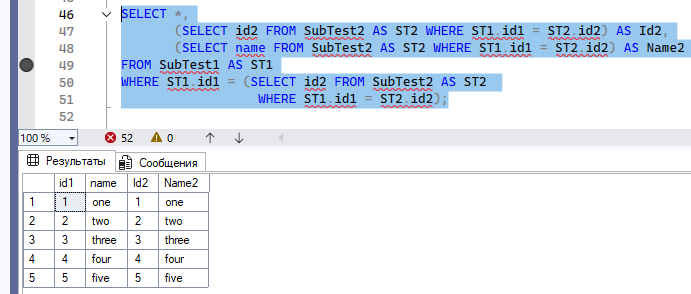 46 SELECT *,
47 (SELECT id2 FROM SubTest2 AS ST2 WHERE ST1.id1 = ST2.id2) AS Id2,
48 (SELECT name FROM SubTest2 AS ST2 WHERE ST1.id1 = ST2.id2) AS Name2
49 FROM SubTest1 AS ST1
50 WHERE ST1.id1 = (SELECT id2 FROM SubTest2 AS ST2
51 WHERE ST1.id1 = ST2.id2);
52
100 % 52 0
Результаты Сообщения
id1 name Id2 Name2
1 1 one 1 one
2 2 two 2 two
3 3 three 3 three
4 4 four 4 four
5 5 five 5 five